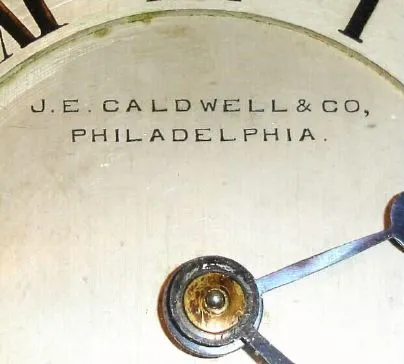 J. E. CALDWELL & CO,
PHILADELPHIA.